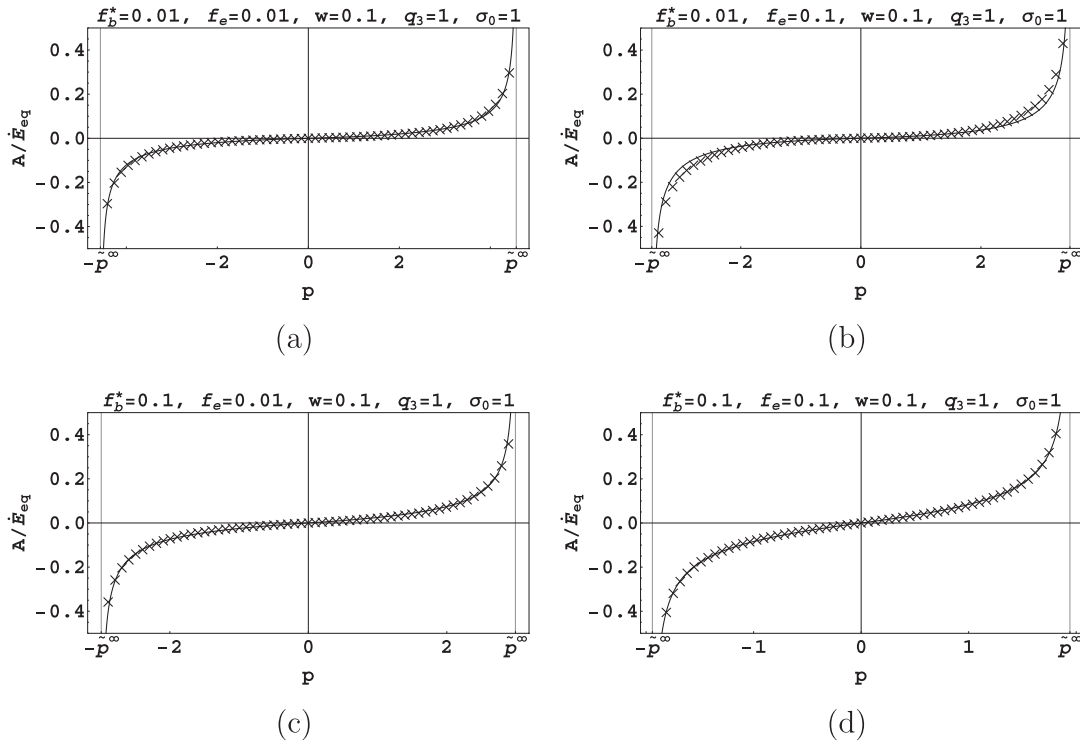 f*b=0.01, fe=0.01, w=0.1, q3=1, σ0=1
0.4
0.2
0.0
-0.2
-0.4
A/Ėeq
-p̃∞ -2 0 2 p̃∞
p
(a)
f*b=0.01, fe=0.1, w=0.1, q3=1, σ0=1
0.4
0.2
0.0
-0.2
-0.4
A/Ėeq
-p̃∞ -2 0 2 p̃∞
p
(b)
f*b=0.1, fe=0.01, w=0.1, q3=1, σ0=1
0.4
0.2
0.0
-0.2
-0.4
A/Ėeq
-p̃∞ -2 0 2 p̃∞
p
(c)
f*b=0.1, fe=0.1, w=0.1, q3=1, σ0=1
0.4
0.2
0.0
-0.2
-0.4
A/Ėeq
-p̃∞ -1 0 1 p̃∞
p
(d)